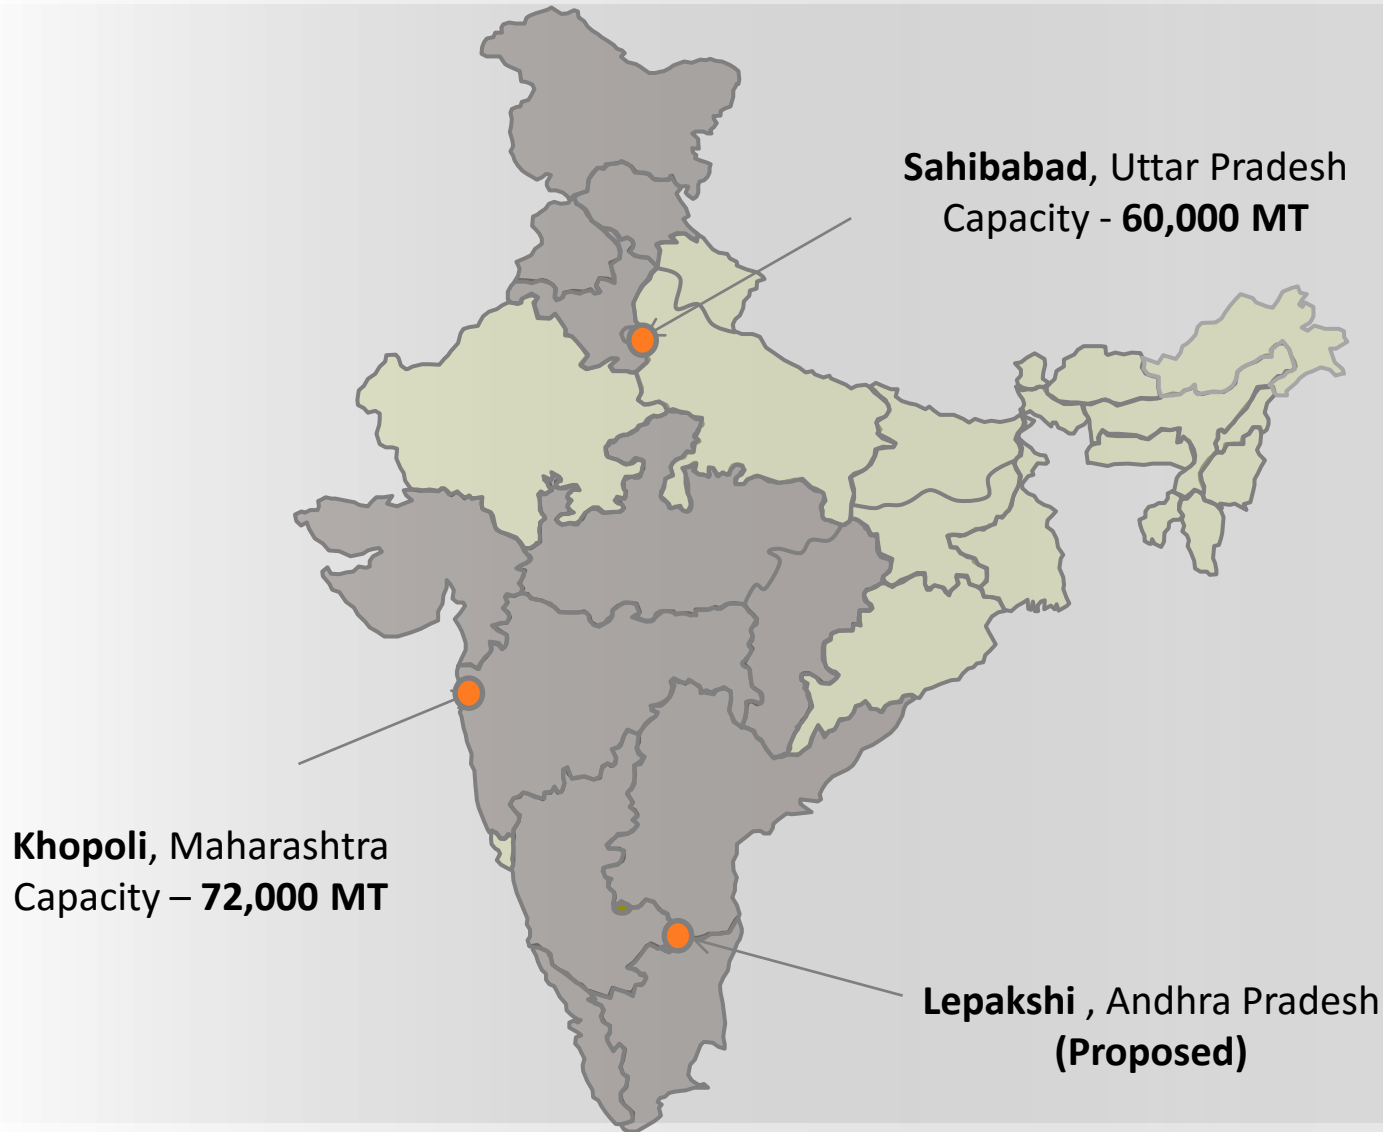 Sahibabad, Uttar Pradesh
Capacity - 60,000 MT
Khopoli, Maharashtra
Capacity – 72,000 MT
Lepakshi , Andhra Pradesh
(Proposed)